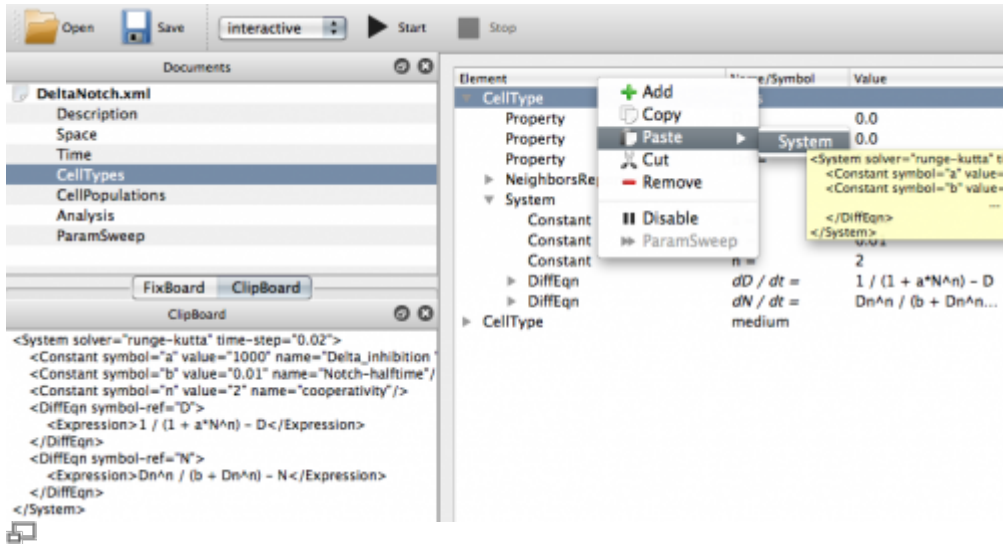 Open Save interactive Start Stop
Documents
DeltaNotch.xml
Description
Space
Time
CellTypes
CellPopulations
Analysis
ParamSweep
FixBoard ClipBoard
ClipBoard
<System solver="runge-kutta" time-step="0.02">
<Constant symbol="a" value="1000" name="Delta_inhibition "
<Constant symbol="b" value="0.01" name="Notch-halftime"/
<Constant symbol="n" value="2" name="cooperativity"/>
<DiffEqn symbol-ref="D">
<Expression>1 / (1 + a*N^n) - D</Expression>
</DiffEqn>
<DiffEqn symbol-ref="N">
<Expression>Dn^n / (b + Dn^n) - N</Expression>
</DiffEqn>
</System>
Element /Symbol Value
CellType
Property 0.0
Property 0.0
Property =
NeighborsRe
System
Constant
Constant 0.01
Constant n = 2
DiffEqn dD / dt = 1 / (1 + a*N^n) - D
DiffEqn dN / dt = Dn^n / (b + Dn^n...
CellType medium
Add
Copy
Paste
Cut
Remove
Disable
ParamSweep
System
<System solver="runge-kutta" ti
<Constant symbol="a" value=
<Constant symbol="b" value=
...
</DiffEqn>
</System>